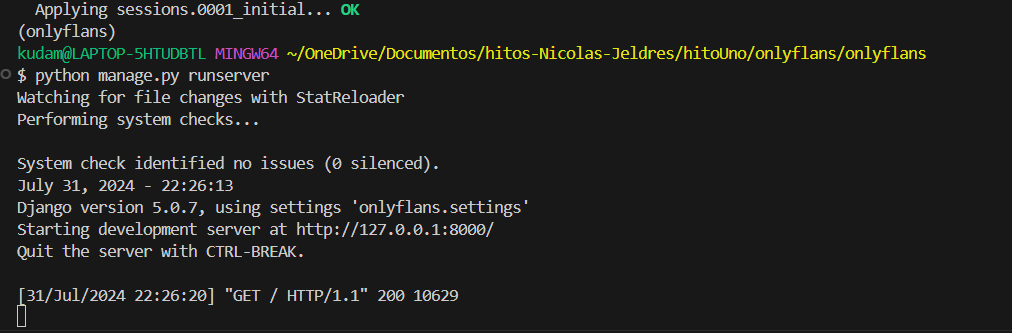 Applying sessions.0001_initial... OK
(onlyflans)
kudam@LAPTOP-5HTUDBTL MINGW64 ~/OneDrive/Documentos/hitos-Nicolas-Jeldres/hitoUno/onlyflans/onlyflans
$ python manage.py runserver
Watching for file changes with StatReloader
Performing system checks...
System check identified no issues (0 silenced).
July 31, 2024 - 22:26:13
Django version 5.0.7, using settings 'onlyflans.settings'
Starting development server at http://127.0.0.1:8000/
Quit the server with CTRL-BREAK.
[31/Jul/2024 22:26:20] "GET / HTTP/1.1" 200 10629